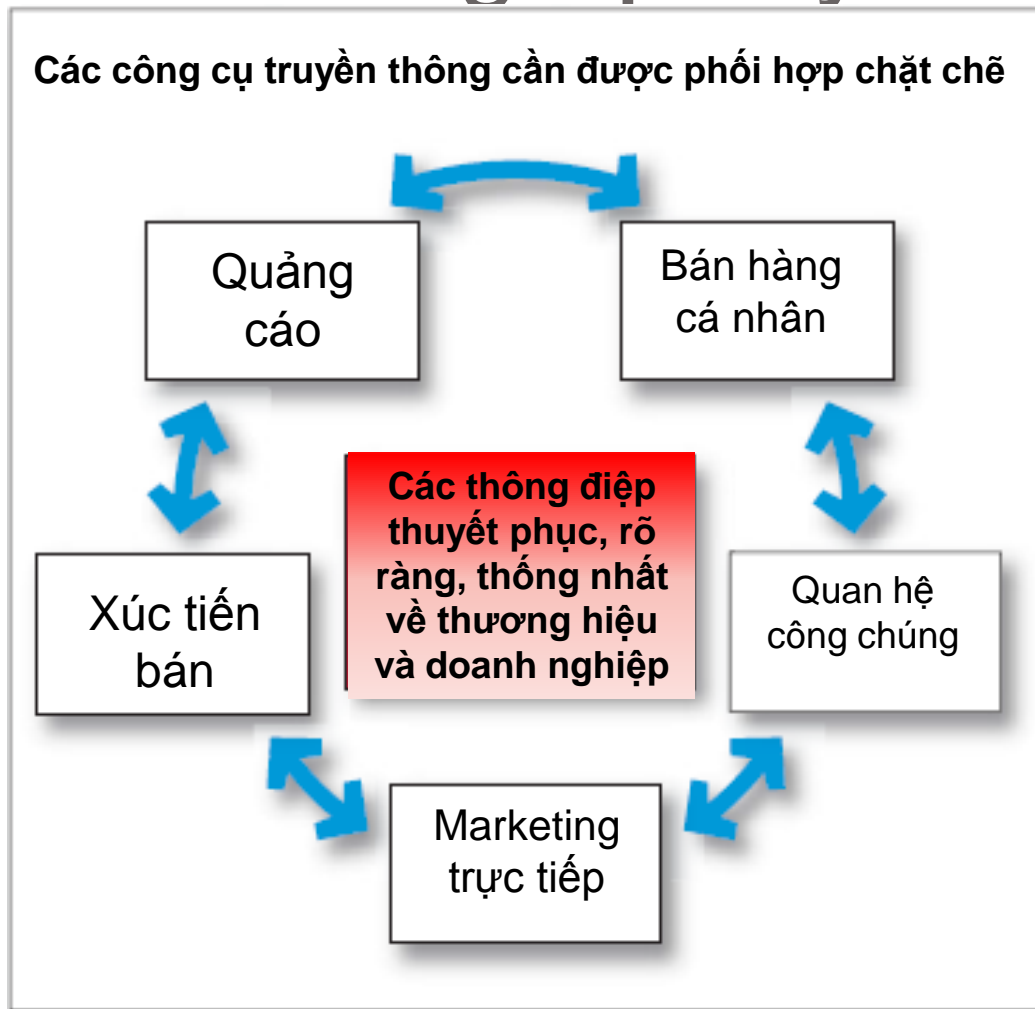 Các công cụ truyền thông cần được phối hợp chặt chẽ
Quảng
cáo
Bán hàng
cá nhân
Các thông điệp
thuyết phục, rõ
ràng, thống nhất
về thương hiệu
và doanh nghiệp
Xúc tiến
bán
Quan hệ
công chúng
Marketing
trực tiếp